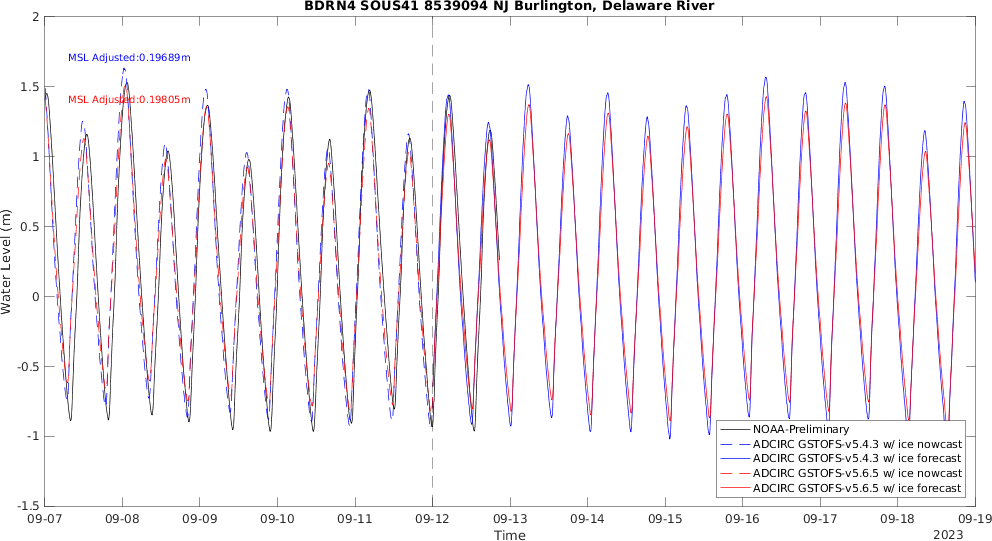 BDRN4 SOUS41 8539094 NJ Burlington, Delaware River
2
MSL Adjusted:0.19689m
1.5
MSL Adjusted:0.19805m
1
0.5
Water Level (m)
0
-0.5
-1
NOAA-Preliminary
ADCIRC GSTOFS-v5.4.3 w/ ice nowcast
ADCIRC GSTOFS-v5.4.3 w/ ice forecast
ADCIRC GSTOFS-v5.6.5 w/ ice nowcast
ADCIRC GSTOFS-v5.6.5 w/ ice forecast
-1.5
09-07 09-08 09-09 09-10 09-11 09-12 09-13 09-14 09-15 09-16 09-17 09-18 09-19
Time
2023